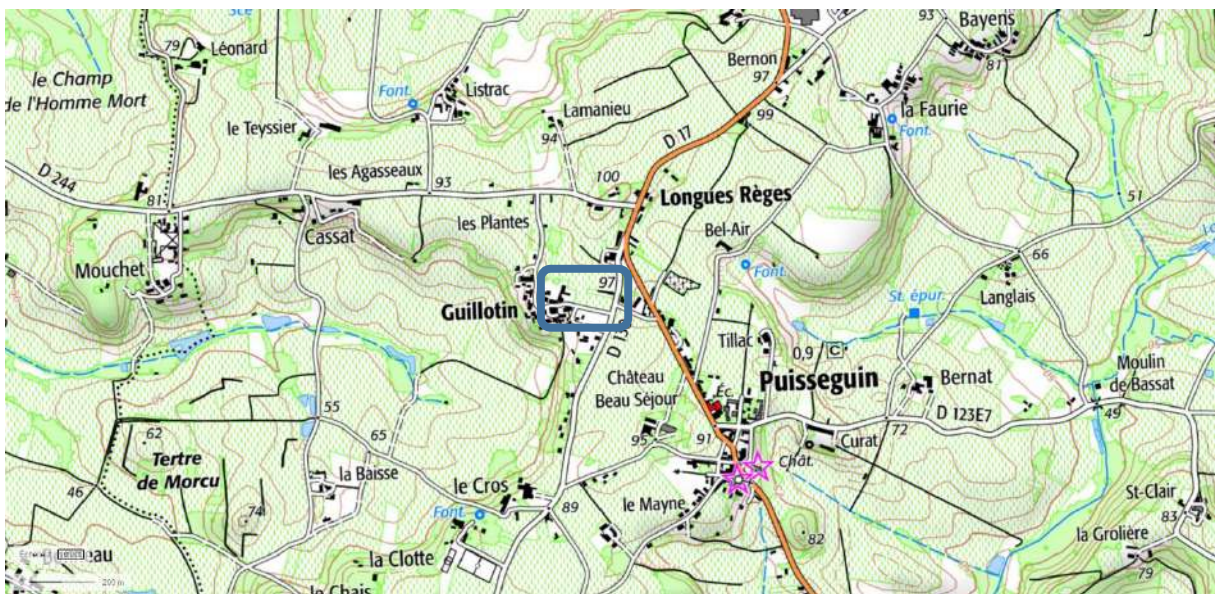 79
Léonard
le Champ
de l'Homme Mort
Font.
Listrac
le Teyssier
Lamanieu
94
Bernon
97
99
D 17
93
Bayens
81
la Faurie
Font.
D 244
81
les Agasseaux
93
100
Longues Règes
les Plantes
Cassat
Bel-Air
Font.
51
66
Mouchet
Guillotin
97
Langlais
St. épur.
Tillac
0,9
C
Château
Beau Séjour
Éc.
Puisseguin
Bernat
Moulin
de Bassat
49
D 123E7
55
65
62
Tertre
de Morcu
95
91
Curat
72
Chât.
46
la Baisse
74
le Cros
Font.
89
le Mayne
82
St-Clair
83
la Grolière
79
la Clotte
le Chais
200 m